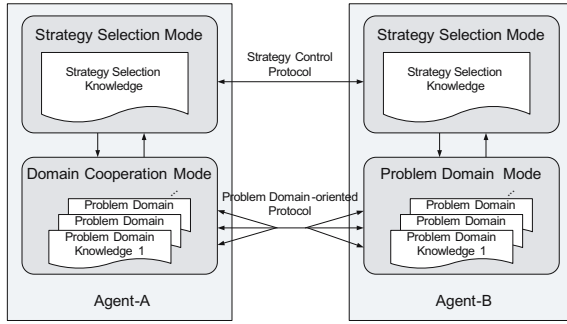 Strategy Selection Mode
Strategy Selection
Knowledge
Strategy Control
Protocol
Strategy Selection Mode
Strategy Selection
Knowledge
Domain Cooperation Mode
...
Problem Domain
Problem Domain
Problem Domain
Knowledge 1
Problem Domain-oriented
Protocol
Problem Domain Mode
...
Problem Domain
Problem Domain
Problem Domain
Knowledge 1
Agent-A
Agent-B